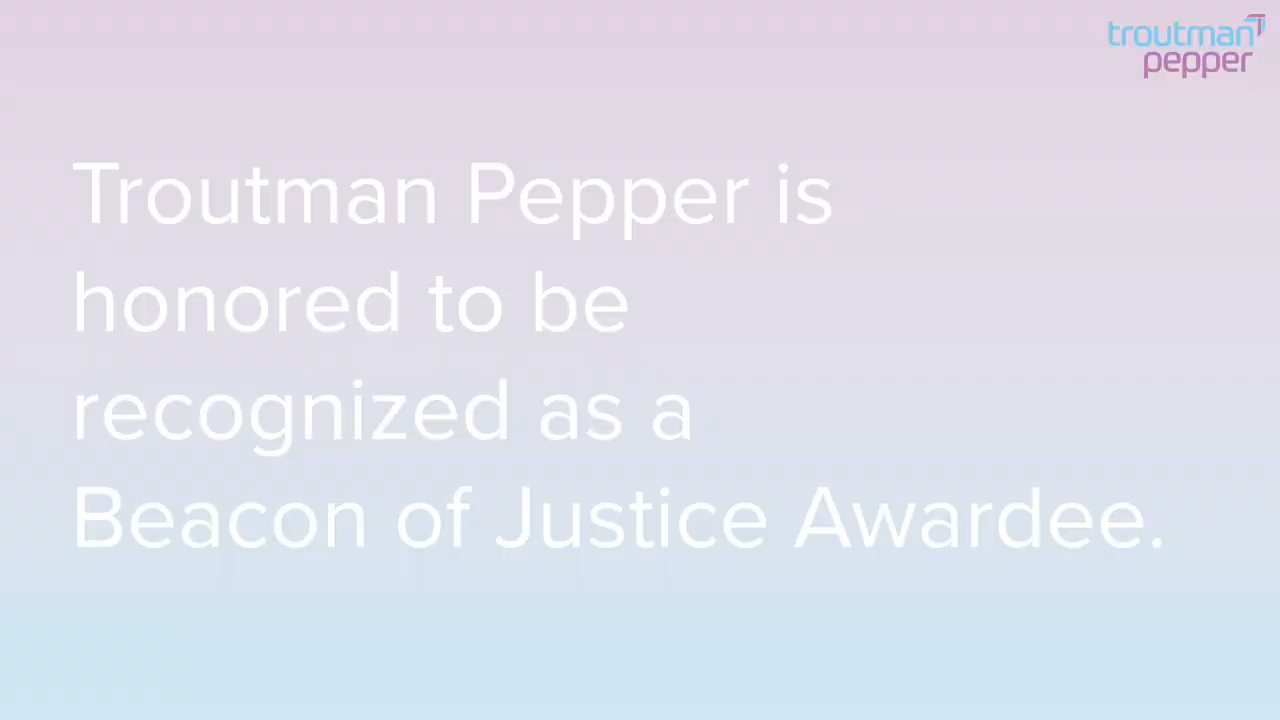 troutman
pepper
Troutman Pepper is
honored to be
recognized as a
Beacon of Justice Awardee.